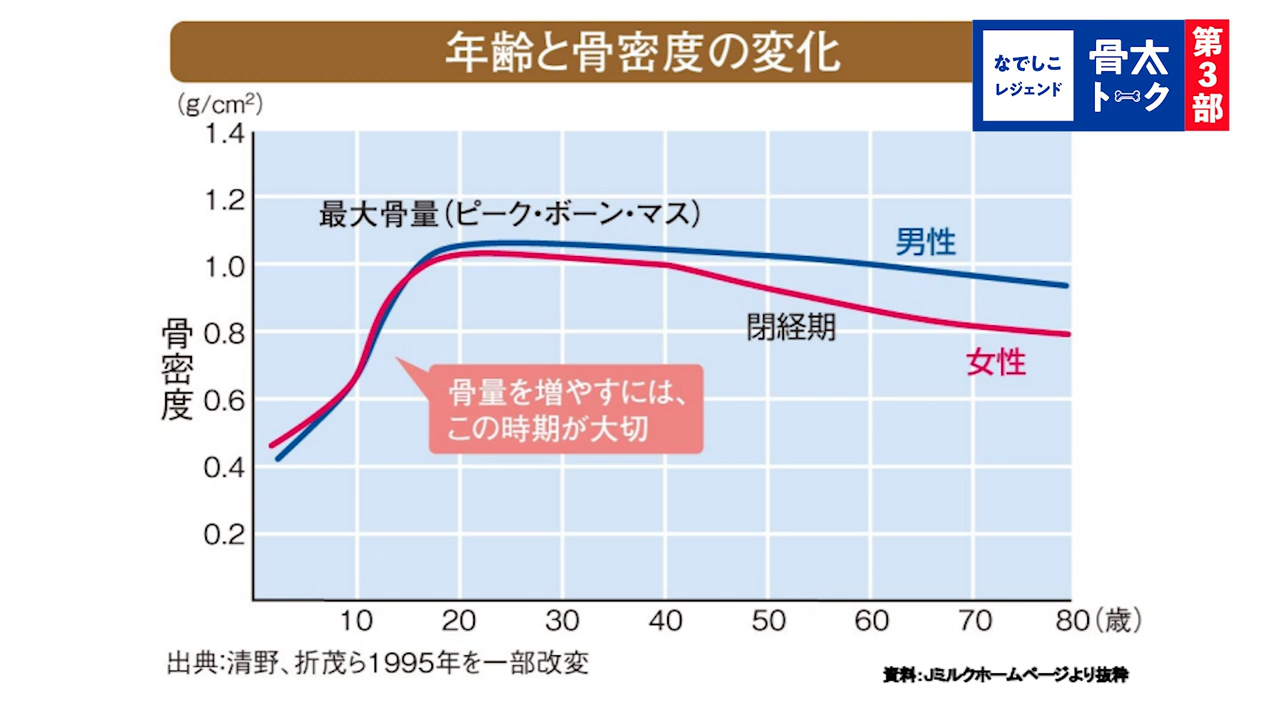 年齢と骨密度の変化
なでしこ
レジェンド
骨太
トーク
第3部
(g/cm²)
1.4
1.2
1.0
0.8
0.6
0.4
0.2
骨密度
最大骨量(ピーク・ボーン・マス)
男性
閉経期
女性
骨量を増やすには、
この時期が大切
10 20 30 40 50 60 70 80(歳)
出典:清野、折茂ら1995年を一部改変
資料:Jミルクホームページより抜粋